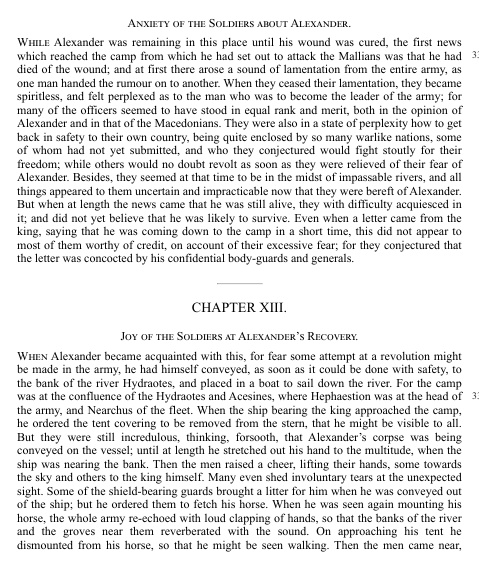 ANXIETY OF THE SOLDIERS ABOUT ALEXANDER.
WHILE Alexander was remaining in this place until his wound was cured, the first news
which reached the camp from which he had set out to attack the Mallians was that he had
died of the wound; and at first there arose a sound of lamentation from the entire army, as
one man handed the rumour on to another. When they ceased their lamentation, they became
spiritless, and felt perplexed as to the man who was to become the leader of the army; for
many of the officers seemed to have stood in equal rank and merit, both in the opinion of
Alexander and in that of the Macedonians. They were also in a state of perplexity how to get
back in safety to their own country, being quite enclosed by so many warlike nations, some
of whom had not yet submitted, and who they conjectured would fight stoutly for their
freedom; while others would no doubt revolt as soon as they were relieved of their fear of
Alexander. Besides, they seemed at that time to be in the midst of impassable rivers, and all
things appeared to them uncertain and impracticable now that they were bereft of Alexander.
But when at length the news came that he was still alive, they with difficulty acquiesced in
it; and did not yet believe that he was likely to survive. Even when a letter came from the
king, saying that he was coming down to the camp in a short time, this did not appear to
most of them worthy of credit, on account of their excessive fear; for they conjectured that
the letter was concocted by his confidential body-guards and generals.
CHAPTER XIII.
JOY OF THE SOLDIERS AT ALEXANDER'S RECOVERY.
WHEN Alexander became acquainted with this, for fear some attempt at a revolution might
be made in the army, he had himself conveyed, as soon as it could be done with safety, to
the bank of the river Hydraotes, and placed in a boat to sail down the river. For the camp
was at the confluence of the Hydraotes and Acesines, where Hephaestion was at the head of
the army, and Nearchus of the fleet. When the ship bearing the king approached the camp,
he ordered the tent covering to be removed from the stern, that he might be visible to all.
But they were still incredulous, thinking, forsooth, that Alexander's corpse was being
conveyed on the vessel; until at length he stretched out his hand to the multitude, when the
ship was nearing the bank. Then the men raised a cheer, lifting their hands, some towards
the sky and others to the king himself. Many even shed involuntary tears at the unexpected
sight. Some of the shield-bearing guards brought a litter for him when he was conveyed out
of the ship; but he ordered them to fetch his horse. When he was seen again mounting his
horse, the whole army re-echoed with loud clapping of hands, so that the banks of the river
and the groves near them reverberated with the sound. On approaching his tent he
dismounted from his horse, so that he might be seen walking. Then the men came near,